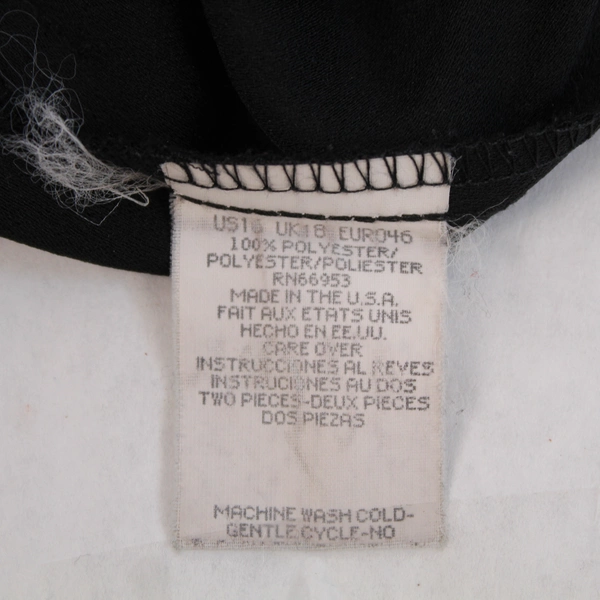 US16 UK18 EURO46
100% POLYESTER/
POLYESTER/POLIESTER
RN66953
MADE IN THE U.S.A.
FAIT AUX ETATS UNIS
HECHO EN EE.UU.
CARE OVER
INSTRUCCIONES AL REVES
INSTRUCIONES AU DOS
TWO PIECES-DEUX PIECES
DOS PIEZAS
MACHINE WASH COLD-
GENTLE CYCLE-NO